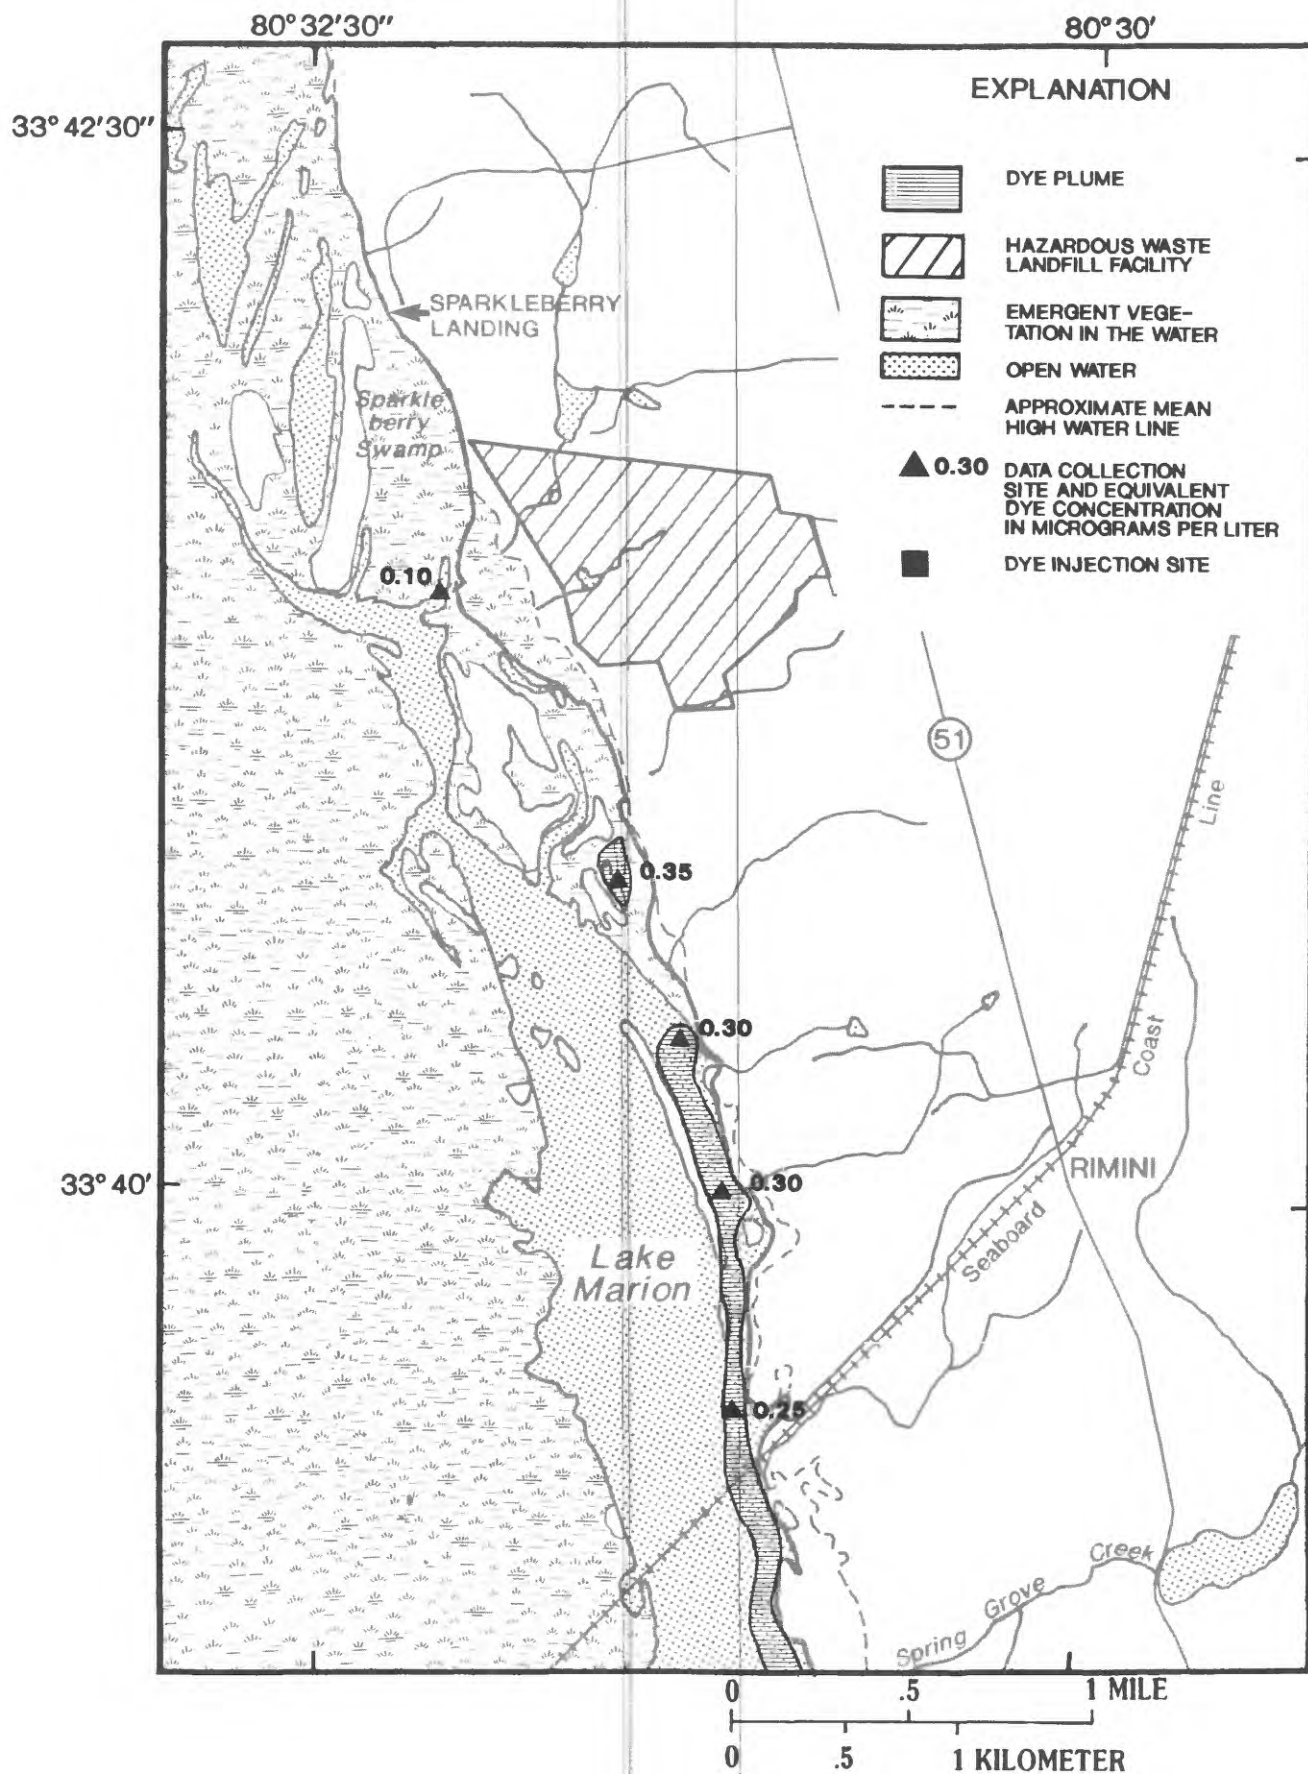 80°32'30"
80°30'
33°42'30"
EXPLANATION
DYE PLUME
HAZARDOUS WASTE
LANDFILL FACILITY
EMERGENT VEGE-
TATION IN THE WATER
OPEN WATER
APPROXIMATE MEAN
HIGH WATER LINE
0.30 DATA COLLECTION
SITE AND EQUIVALENT
DYE CONCENTRATION
IN MICROGRAMS PER LITER
DYE INJECTION SITE
SPARKLEBERRY
LANDING
Sparkle
berry
Swamp
0.10
51
Line
0.35
Coast
0.30
33°40'
RIMINI
0.30
Seaboard
Lake
Marion
0.25
Creek
Grove
Spring
0 .5 1 MILE
0 .5 1 KILOMETER